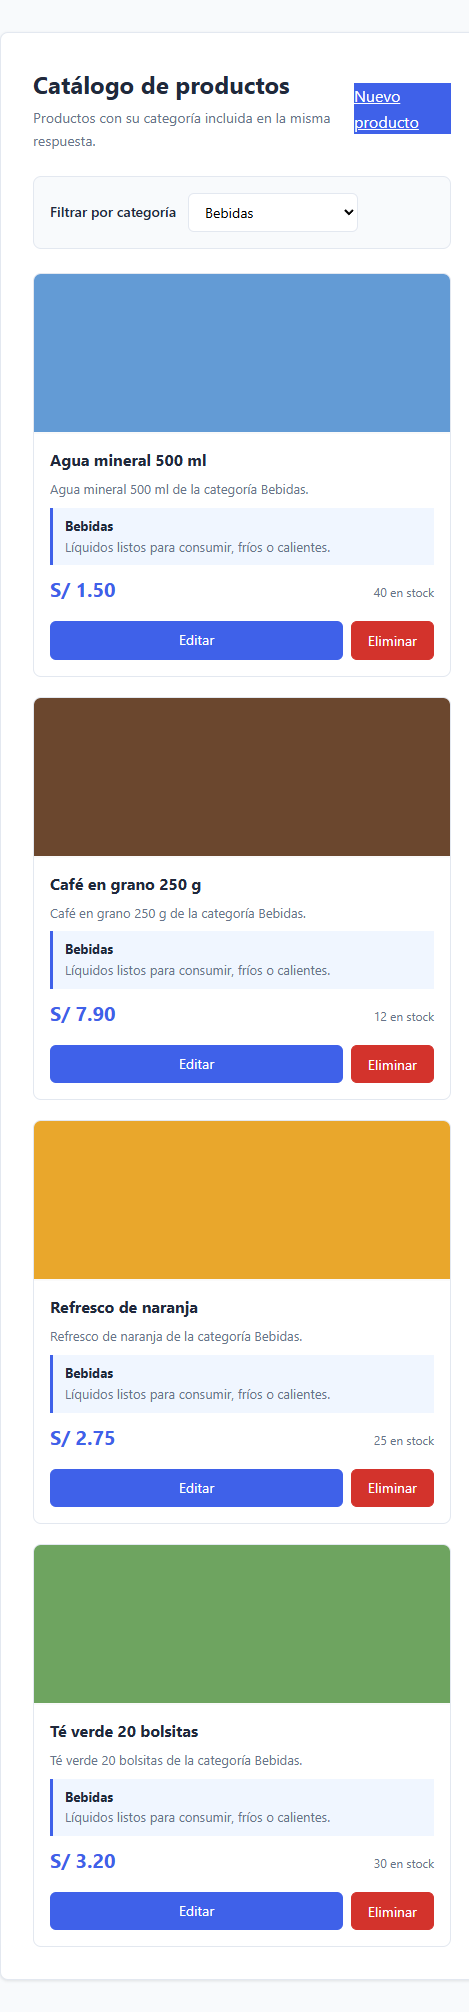 Catálogo de productos
Productos con su categoría incluida en la misma
respuesta.
Nuevo
producto
Filtrar por categoría
Bebidas
Agua mineral 500 ml
Agua mineral 500 ml de la categoría Bebidas.
Bebidas
Líquidos listos para consumir, fríos o calientes.
S/ 1.50
40 en stock
Editar
Eliminar
Café en grano 250 g
Café en grano 250 g de la categoría Bebidas.
Bebidas
Líquidos listos para consumir, fríos o calientes.
S/ 7.90
12 en stock
Editar
Eliminar
Refresco de naranja
Refresco de naranja de la categoría Bebidas.
Bebidas
Líquidos listos para consumir, fríos o calientes.
S/ 2.75
25 en stock
Editar
Eliminar
Té verde 20 bolsitas
Té verde 20 bolsitas de la categoría Bebidas.
Bebidas
Líquidos listos para consumir, fríos o calientes.
S/ 3.20
30 en stock
Editar
Eliminar